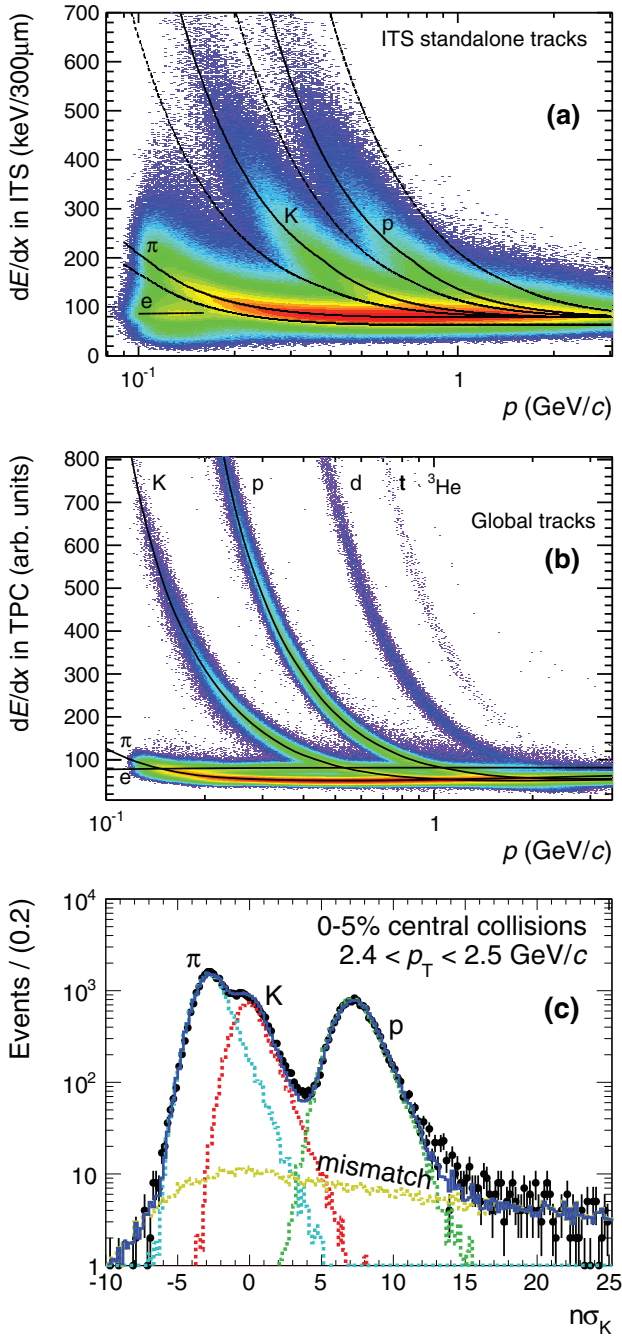 dE/dx in ITS (keV/300μm)
700
600
500
400
300
200
100
0
ITS standalone tracks
(a)
π
e
K
p
10⁻¹
1
p (GeV/c)
dE/dx in TPC (arb. units)
800
700
600
500
400
300
200
100
K
p
d
t
³He
Global tracks
(b)
π
e
10⁻¹
1
p (GeV/c)
Events / (0.2)
10⁴
10³
10²
10
1
0-5% central collisions
2.4 < p_T < 2.5 GeV/c
(c)
π
K
p
mismatch
-10 -5 0 5 10 15 20 25
nσ_K